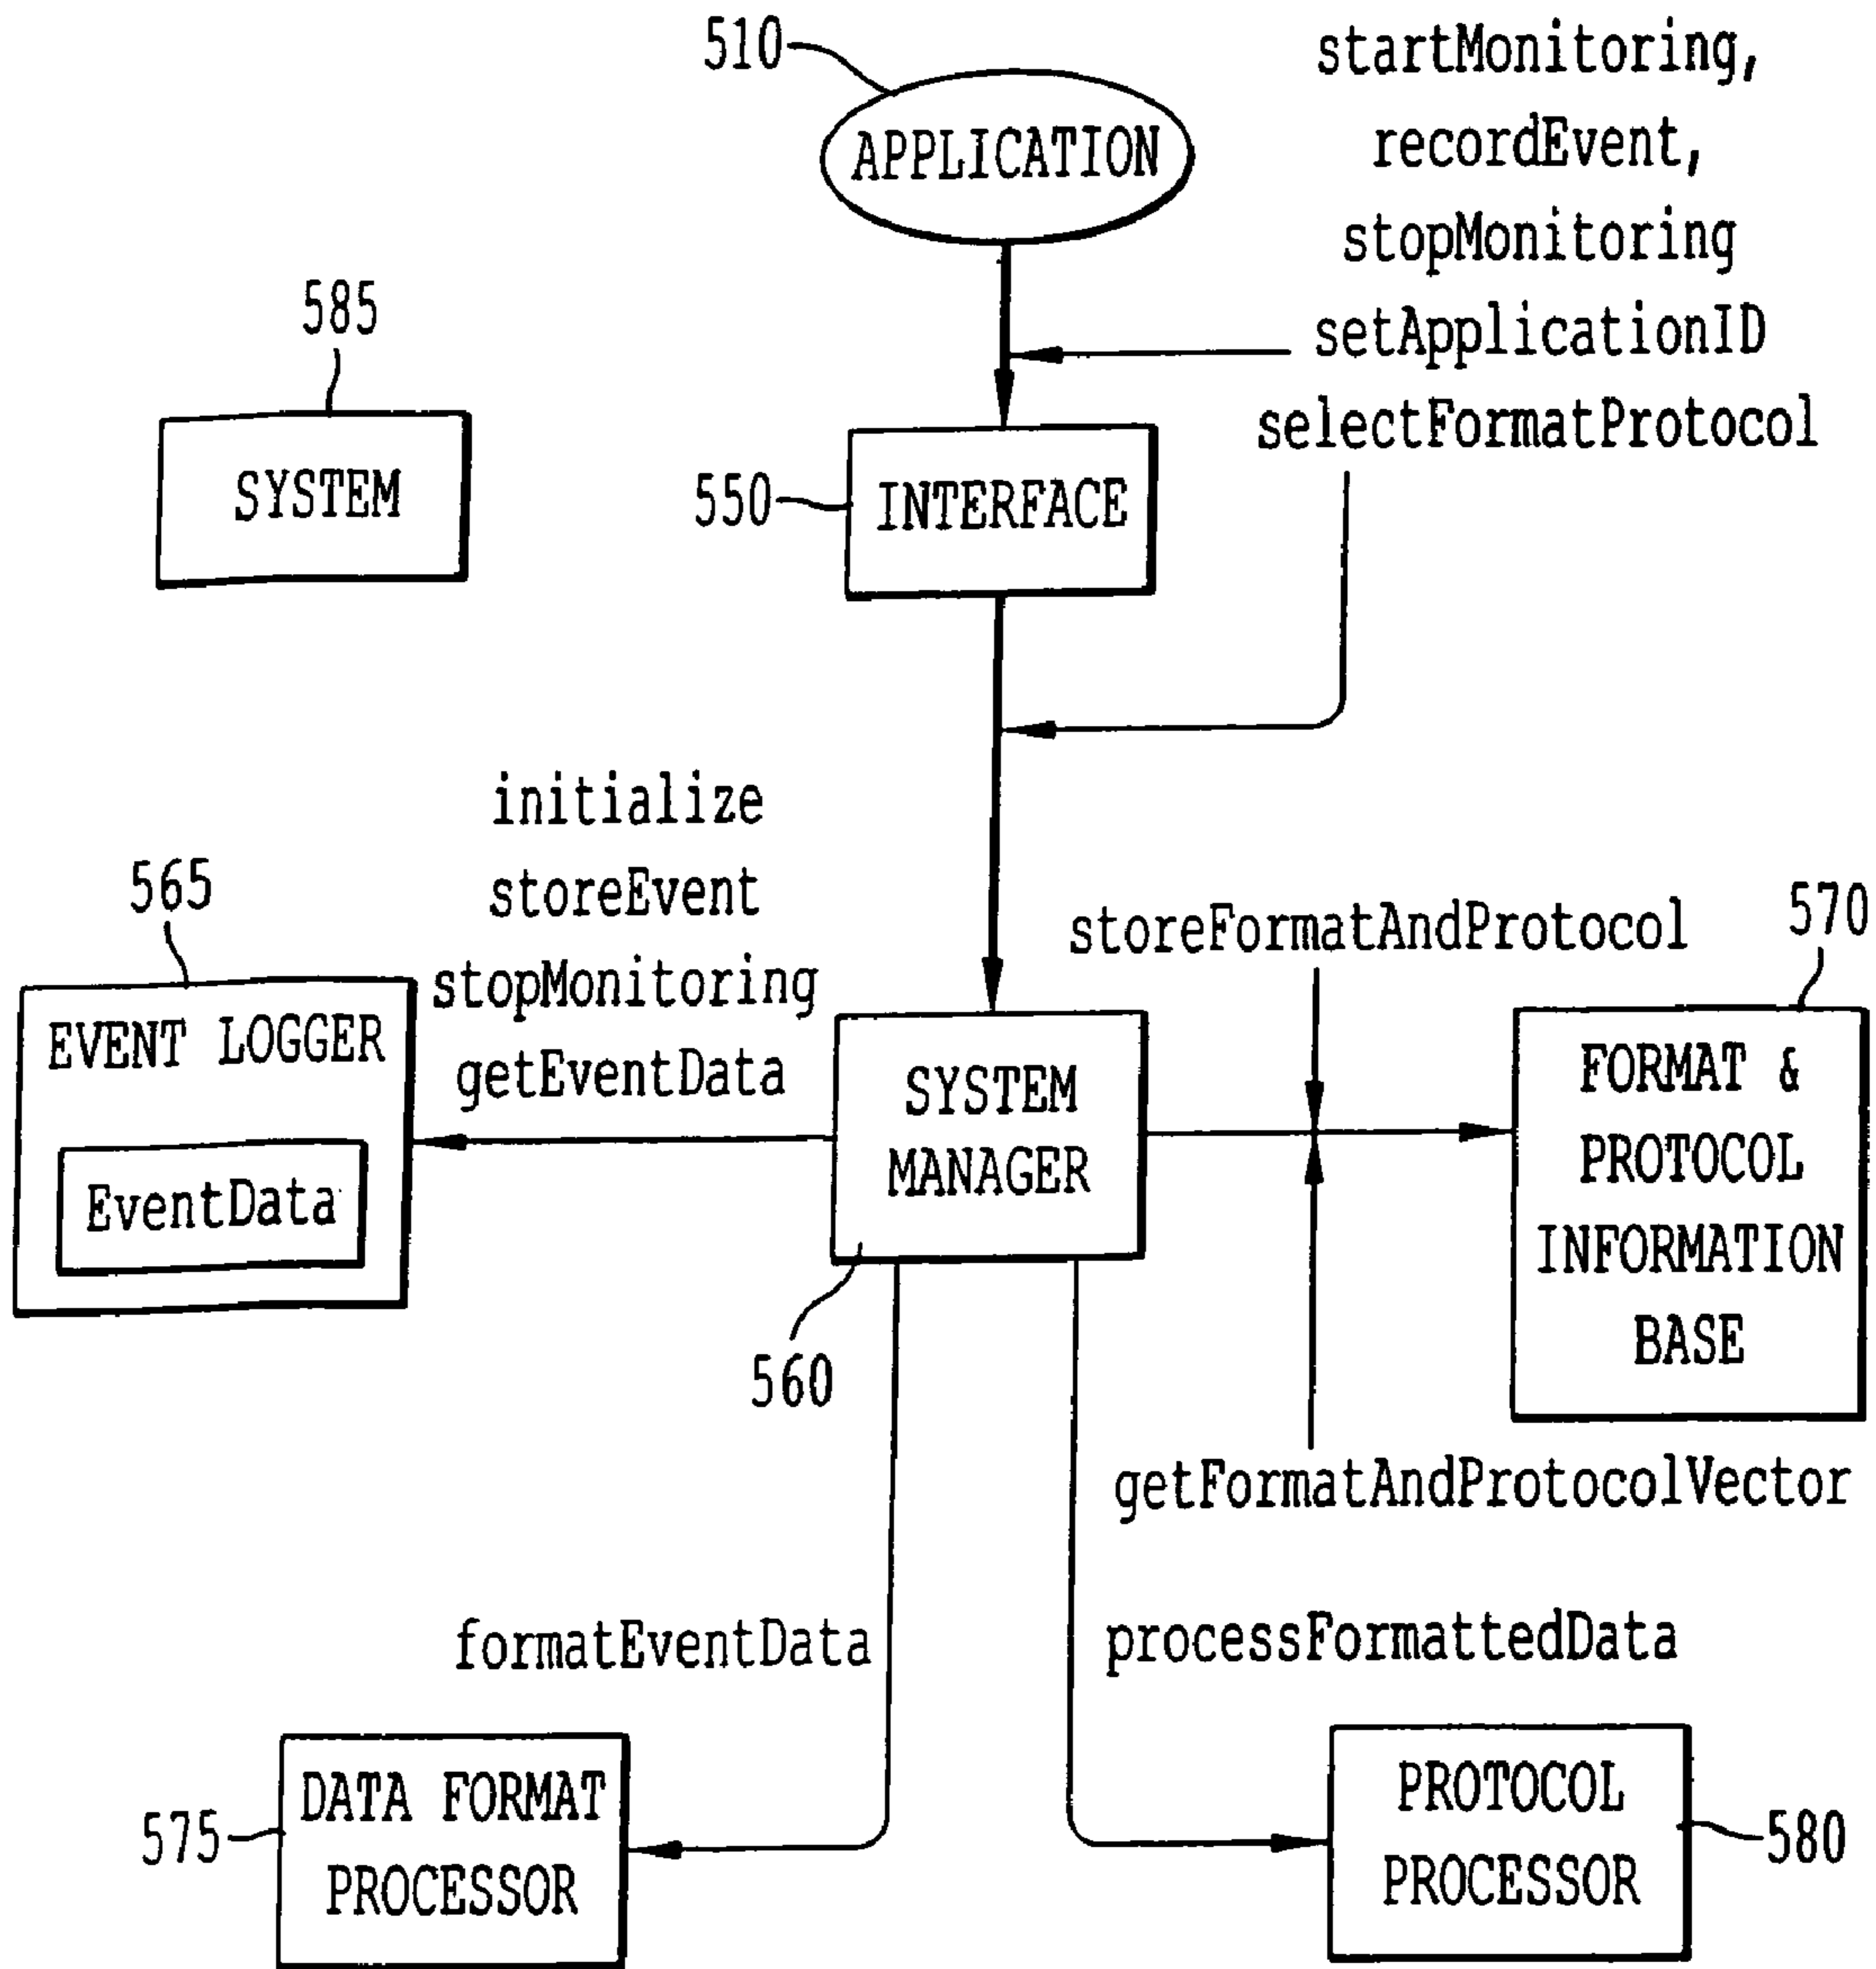 510
APPLICATION
startMonitoring,
recordEvent,
stopMonitoring
setApplicationID
selectFormatProtocol
585
SYSTEM
550
INTERFACE
initialize
storeEvent
stopMonitoring
getEventData
565
EVENT LOGGER
EventData
SYSTEM
MANAGER
560
storeFormatAndProtocol
570
FORMAT &
PROTOCOL
INFORMATION
BASE
getFormatAndProtocolVector
formatEventData
processFormattedData
575
DATA FORMAT
PROCESSOR
PROTOCOL
PROCESSOR
580